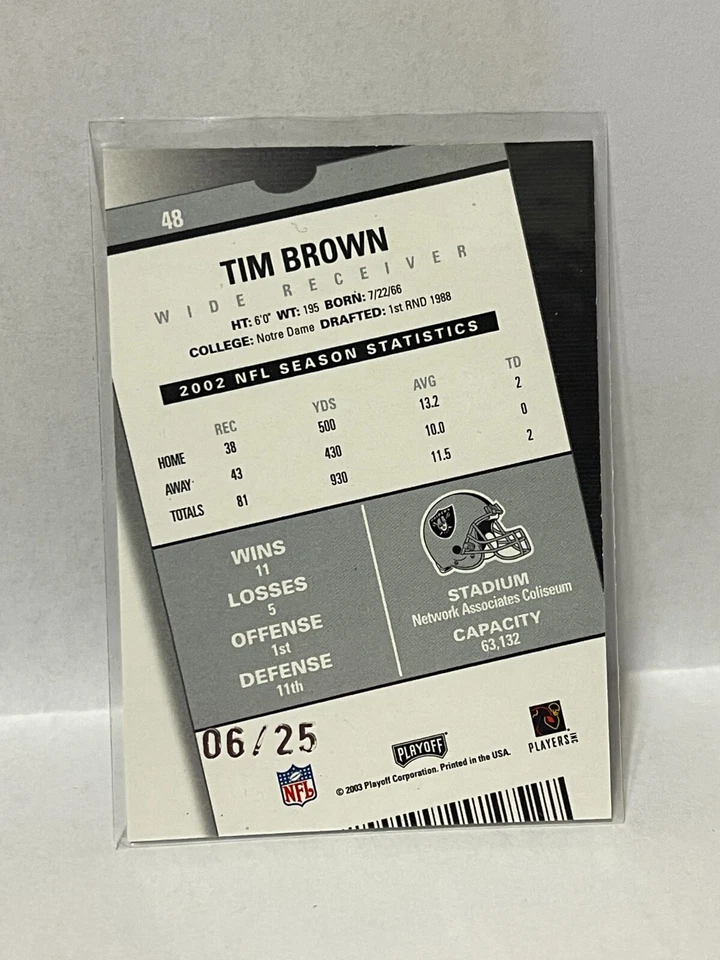 48
TIM BROWN
WIDE RECEIVER
HT: 6'0" WT: 195 BORN: 7/22/66
COLLEGE: Notre Dame DRAFTED: 1st RND 1988
2002 NFL SEASON STATISTICS
REC YDS AVG TD
HOME 38 500 13.2 2
AWAY 43 430 10.0 0
TOTALS 81 930 11.5 2
WINS
11
LOSSES
5
OFFENSE
1st
DEFENSE
11th
STADIUM
Network Associates Coliseum
CAPACITY
63,132
06/25
NFL
PLAYOFF
© 2003 Playoff Corporation. Printed in the USA.
PLAYERS INC